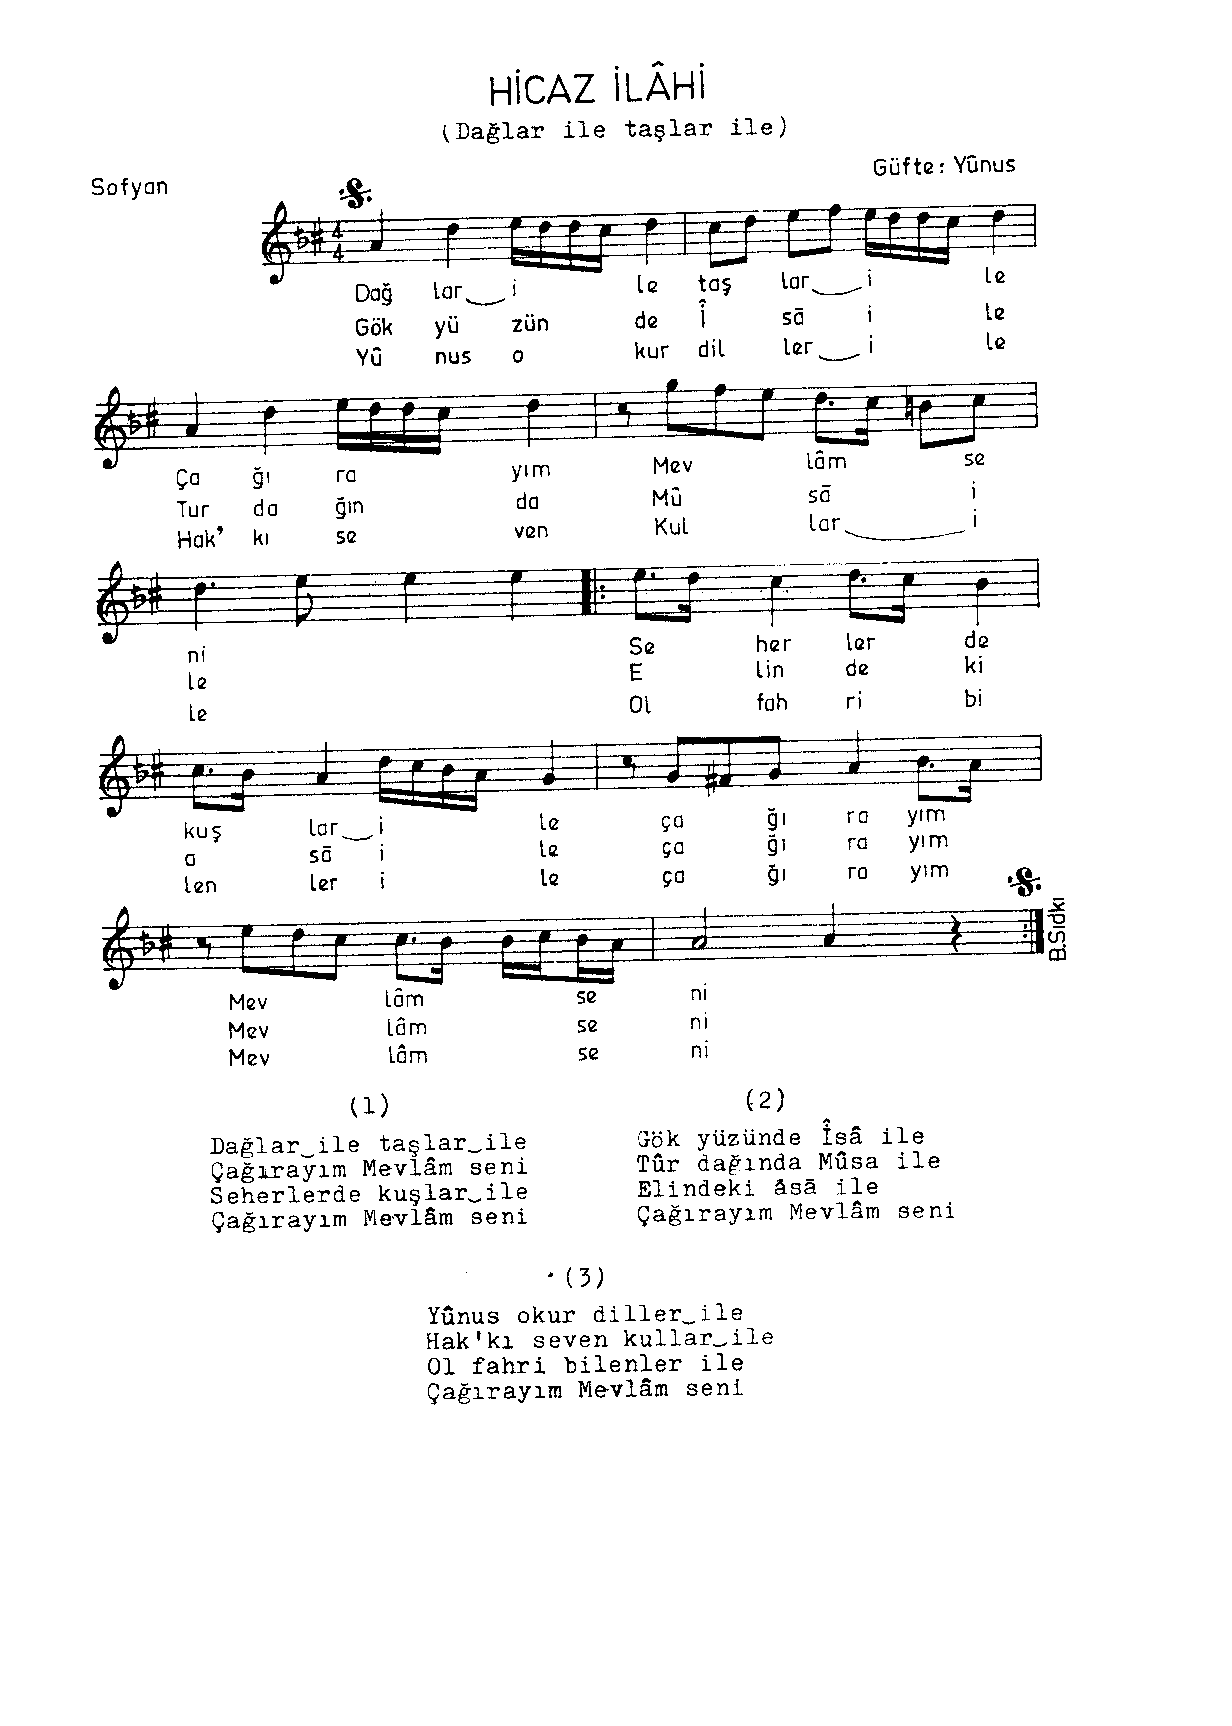 HİCAZ İLÂHİ
(Dağlar ile taşlar ile)
Güfte: Yûnus
Sofyan
4
4
Dağ lar‿i le taş lar‿i le
Gök yü zün de Î sā i le
Yû nus o kur dil ler‿i le
Ça ğı ra yım Mev lâm se
Tur da ğın da Mû sā i
Hak' kı se ven Kul lar‿i
ni Se her ler de
le E lin de ki
le Ol fah ri bi
kuş lar‿i le ça ğı ra yım
a sā i le ça ğı ra yım
len ler i le ça ğı ra yım
B.Sıdkı
Mev lâm se ni
Mev lâm se ni
Mev lâm se ni
(1)
Dağlar‿ile taşlar‿ile
Çağırayım Mevlâm seni
Seherlerde kuşlar‿ile
Çağırayım Mevlâm seni
(2)
Gök yüzünde Îsâ ile
Tûr dağında Mûsa ile
Elindeki âsā ile
Çağırayım Mevlâm seni
(3)
Yûnus okur diller‿ile
Hak'kı seven kullar‿ile
Ol fahri bilenler ile
Çağırayım Mevlâm seni